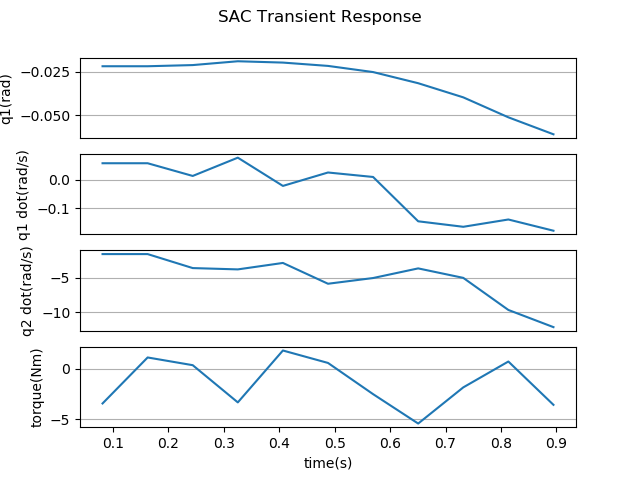 SAC Transient Response
q1(rad)
−0.025
−0.050
q1 dot(rad/s)
0.0
−0.1
q2 dot(rad/s)
−5
−10
torque(Nm)
0
−5
0.1 0.2 0.3 0.4 0.5 0.6 0.7 0.8 0.9
time(s)